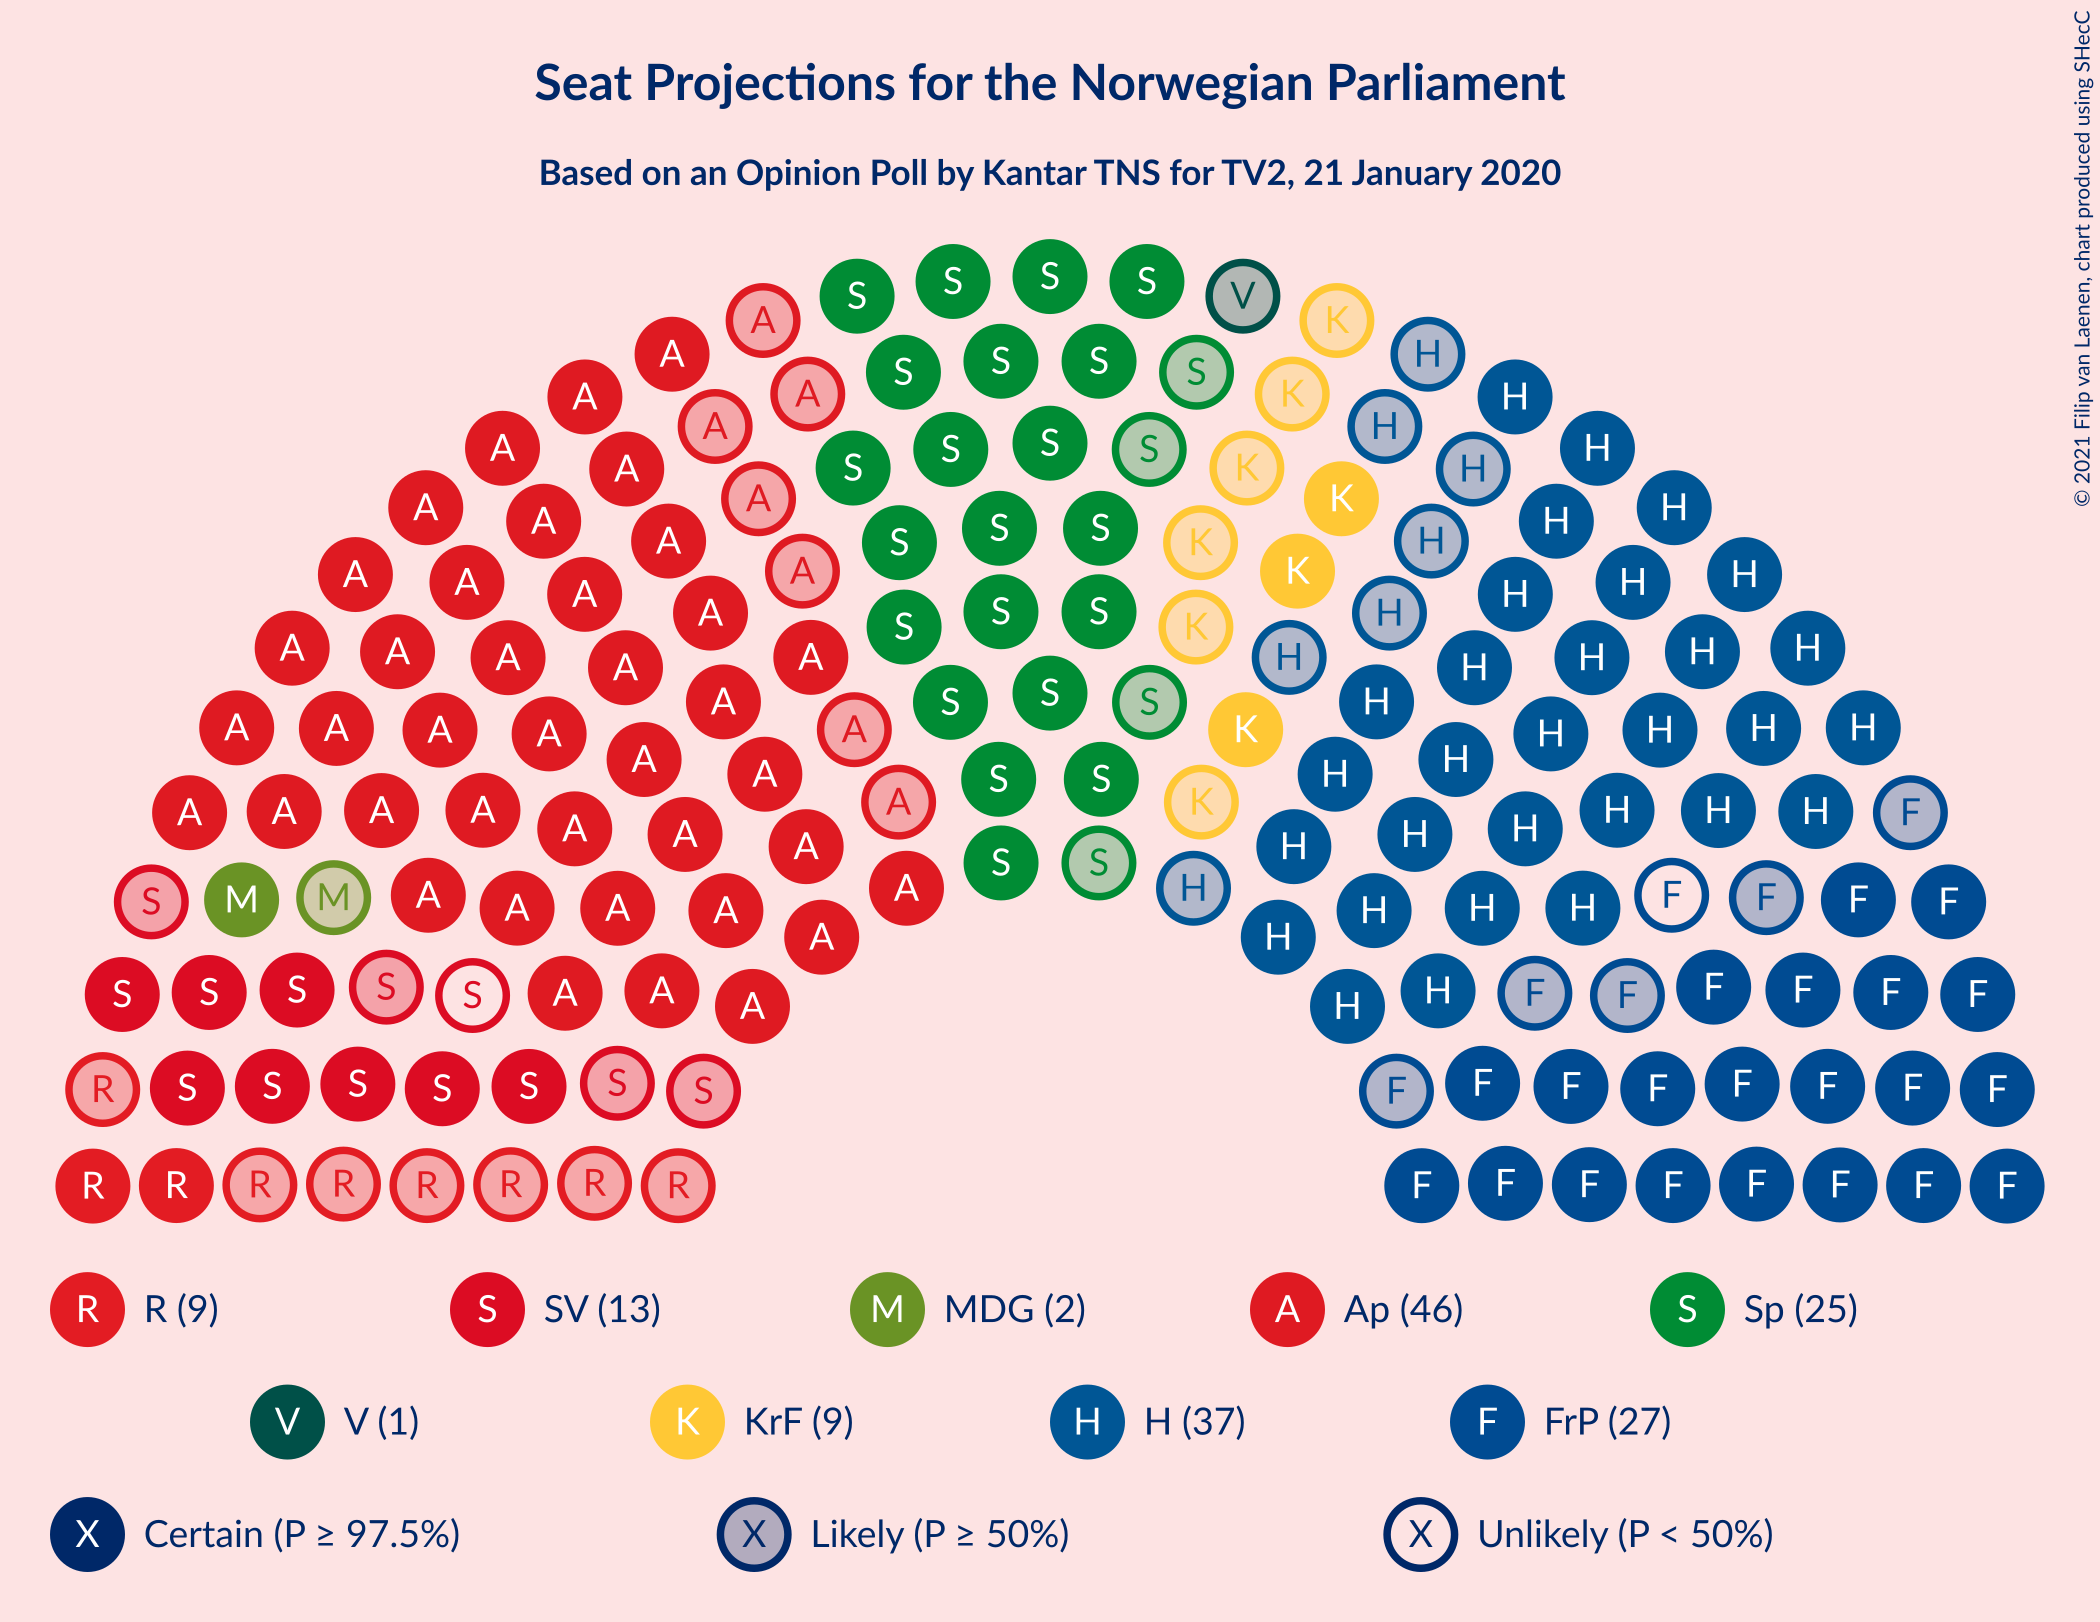 © 2021 Filip van Laenen, chart produced using SHecC
Seat Projections for the Norwegian Parliament
Based on an Opinion Poll by Kantar TNS for TV2, 21 January 2020
S S S S V
A K
A S S S S H
A A K H
A A S S S H H
A S K H
A A K H
A A S S S K H H
A A A A K H H H
A S S S K H
A A A A A H H H H H
A S S S H
A A A A A A K H H H H H
A S S H
A A A A A A A A K H H H H H H F
S S
S M M A A A A A H H H H F F F F
A H
S S S S S A A A H H F F F F F F
R S S S S S S S F F F F F F F F
R R R R R R R R F F F F F F F F
R R (9) S SV (13) M MDG (2) A Ap (46) S Sp (25)
V V (1) K KrF (9) H H (37) F FrP (27)
X Certain (P ≥ 97.5%) X Likely (P ≥ 50%) X Unlikely (P < 50%)